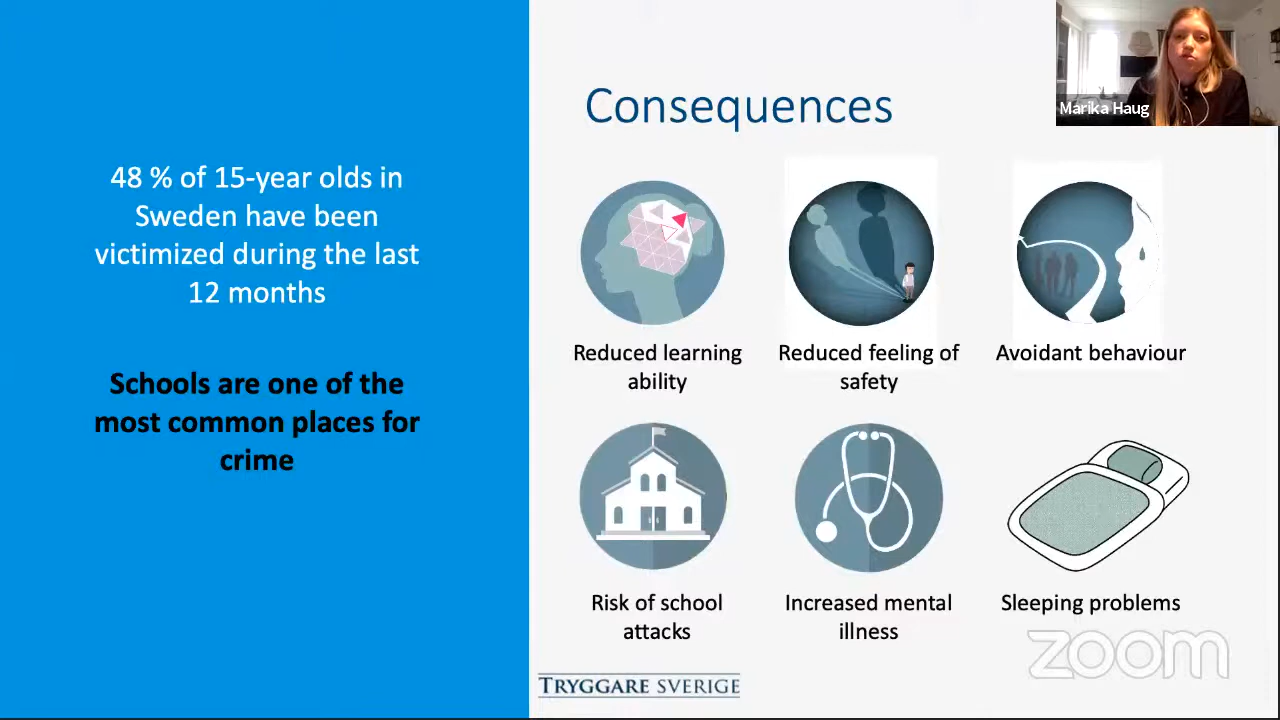 48 % of 15-year olds in
Sweden have been
victimized during the last
12 months
Schools are one of the
most common places for
crime
Consequences
Marika Haug
Reduced learning
ability
Reduced feeling of
safety
Avoidant behaviour
Risk of school
attacks
Increased mental
illness
Sleeping problems
TRYGGARE SVERIGE
zoom